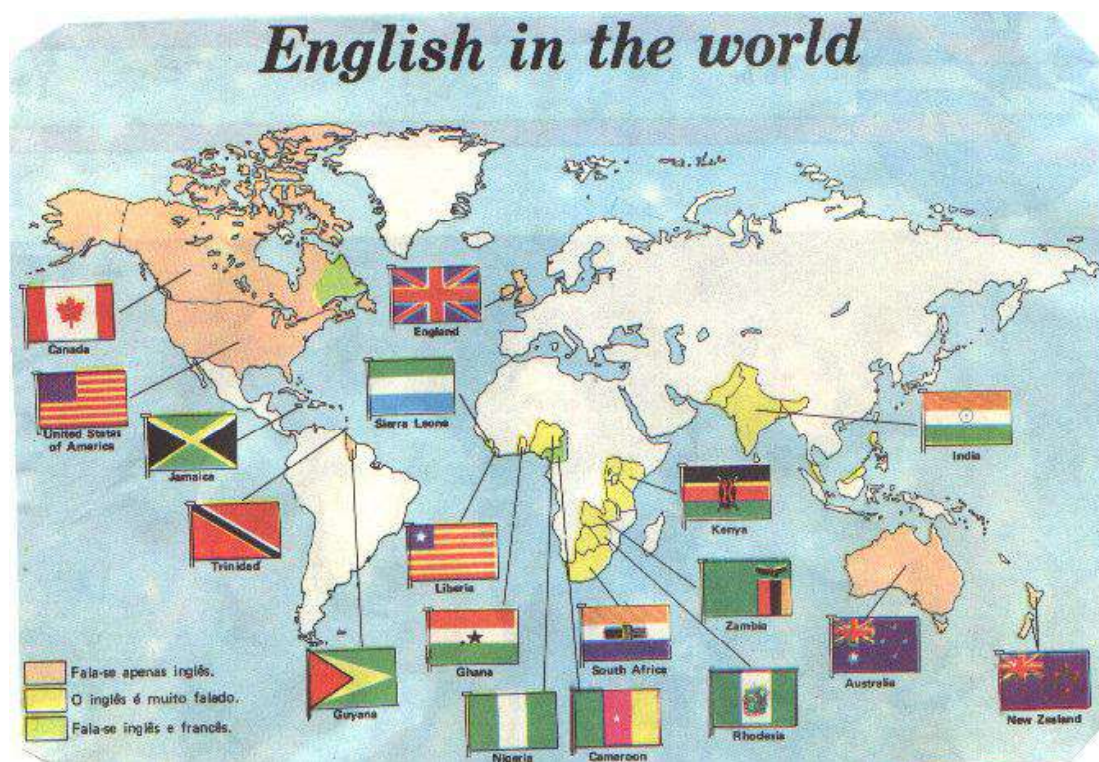 English in the world
Canada
England
United States
of America
Sierra Leone
Jamaica
India
Kenya
Trinidad
Liberia
Zambia
Ghana
South Africa
Australia
Fala-se apenas inglês.
O inglês é muito falado.
Fala-se inglês e francês.
Guyana
Nigeria
Cameroon
Rhodesia
New Zealand